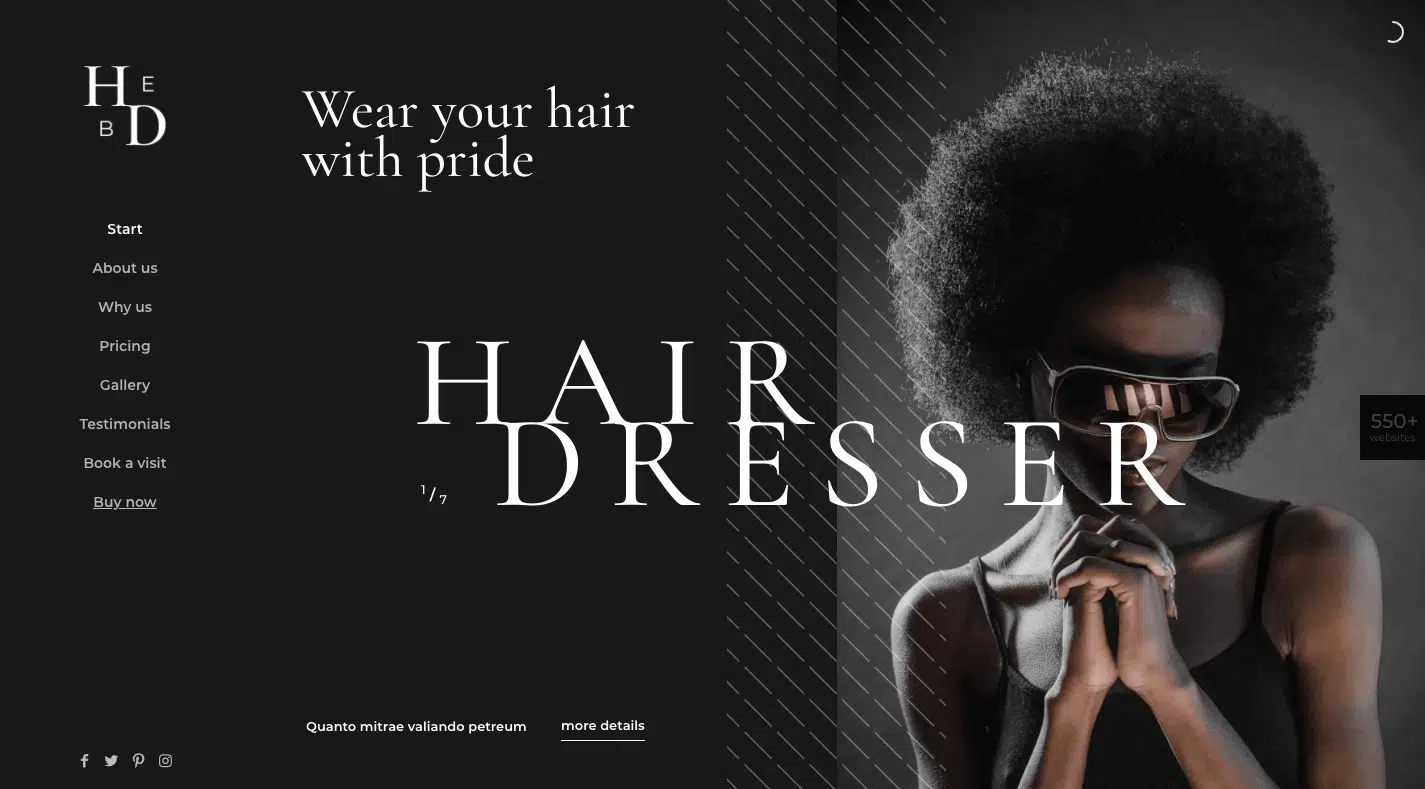 H E
B D
Wear your hair
with pride
Start
About us
Why us
Pricing
Gallery
Testimonials
Book a visit
Buy now
HAIR
DRESSER
1/7
550+
websites
Quanto mitrae valiando petreum
more details